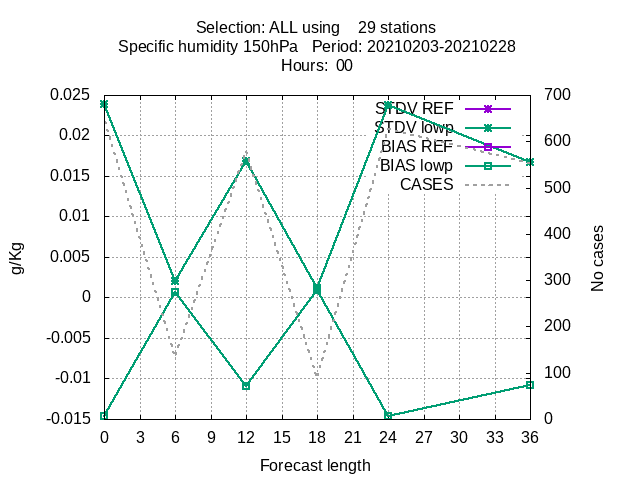 Selection: ALL using    29 stations
Specific humidity 150hPa   Period: 20210203-20210228
Hours:  00
0.025
0.02
0.015
0.01
0.005
0
-0.005
-0.01
-0.015
g/Kg
STDV REF
STDV lowp
BIAS REF
BIAS lowp
CASES
700
600
500
400
300
200
100
0
No cases
0 3 6 9 12 15 18 21 24 27 30 33 36
Forecast length